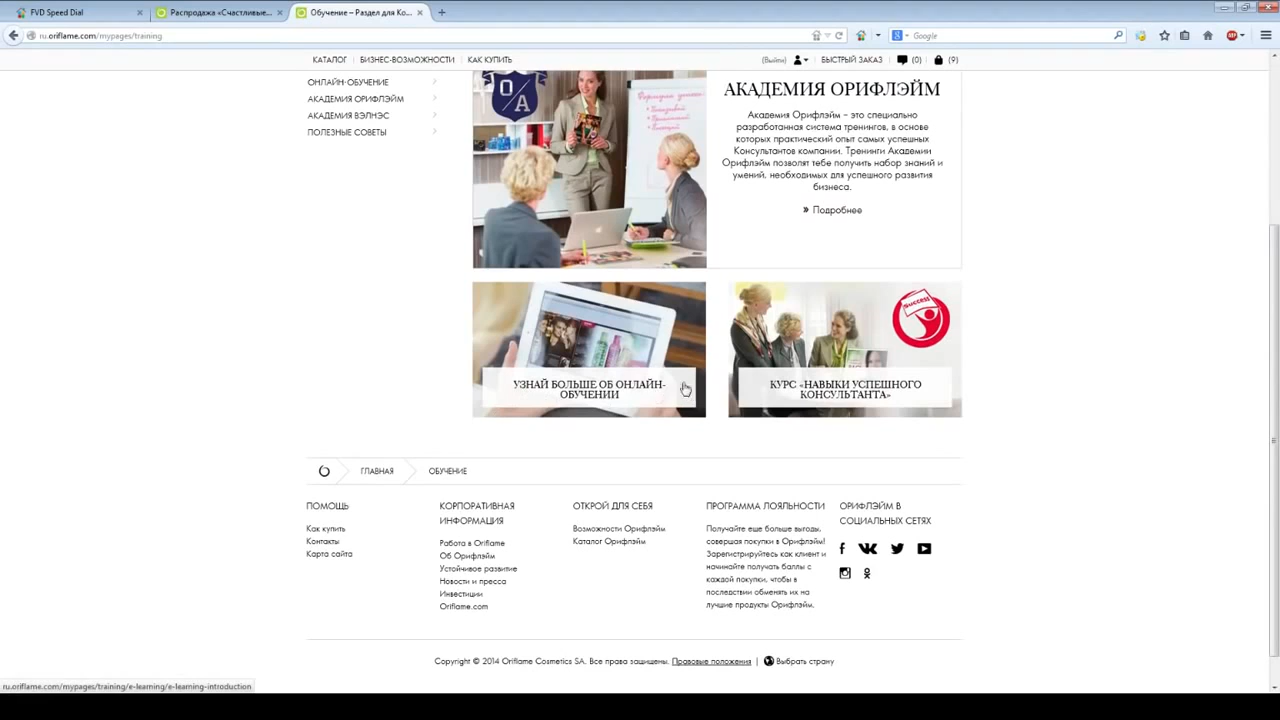 FVD Speed Dial
Распродажа «Счастливые...
Обучение – Раздел для Ко...
ru.oriflame.com/mypages/training
Google
КАТАЛОГ БИЗНЕС-ВОЗМОЖНОСТИ КАК КУПИТЬ
(Выйти) БЫСТРЫЙ ЗАКАЗ (0) (9)
ОНЛАЙН-ОБУЧЕНИЕ
АКАДЕМИЯ ОРИФЛЭЙМ
АКАДЕМИЯ ВЭЛНЭС
ПОЛЕЗНЫЕ СОВЕТЫ
O/A
АКАДЕМИЯ ОРИФЛЭЙМ
Академия Орифлэйм – это специально
разработанная система тренингов, в основе
которых практический опыт самых успешных
Консультантов компании. Тренинги Академии
Орифлэйм позволят тебе получить набор знаний и
умений, необходимых для успешного развития
бизнеса.
» Подробнее
УЗНАЙ БОЛЬШЕ ОБ ОНЛАЙН-
ОБУЧЕНИИ
Success
КУРС «НАВЫКИ УСПЕШНОГО
КОНСУЛЬТАНТА»
ГЛАВНАЯ ОБУЧЕНИЕ
ПОМОЩЬ
Как купить
Контакты
Карта сайта
КОРПОРАТИВНАЯ
ИНФОРМАЦИЯ
Работа в Oriflame
Об Орифлэйм
Устойчивое развитие
Новости и пресса
Инвестиции
Oriflame.com
ОТКРОЙ ДЛЯ СЕБЯ
Возможности Орифлэйм
Каталог Орифлэйм
ПРОГРАММА ЛОЯЛЬНОСТИ
Получайте еще больше выгоды,
совершая покупки в Орифлэйм!
Зарегистрируйтесь как клиент и
начинайте получать баллы с
каждой покупки, чтобы в
последствии обменять их на
лучшие продукты Орифлэйм.
ОРИФЛЭЙМ В
СОЦИАЛЬНЫХ СЕТЯХ
Copyright © 2014 Oriflame Cosmetics SA. Все права защищены. Правовые положения | Выбрать страну
ru.oriflame.com/mypages/training/e-learning/e-learning-introduction